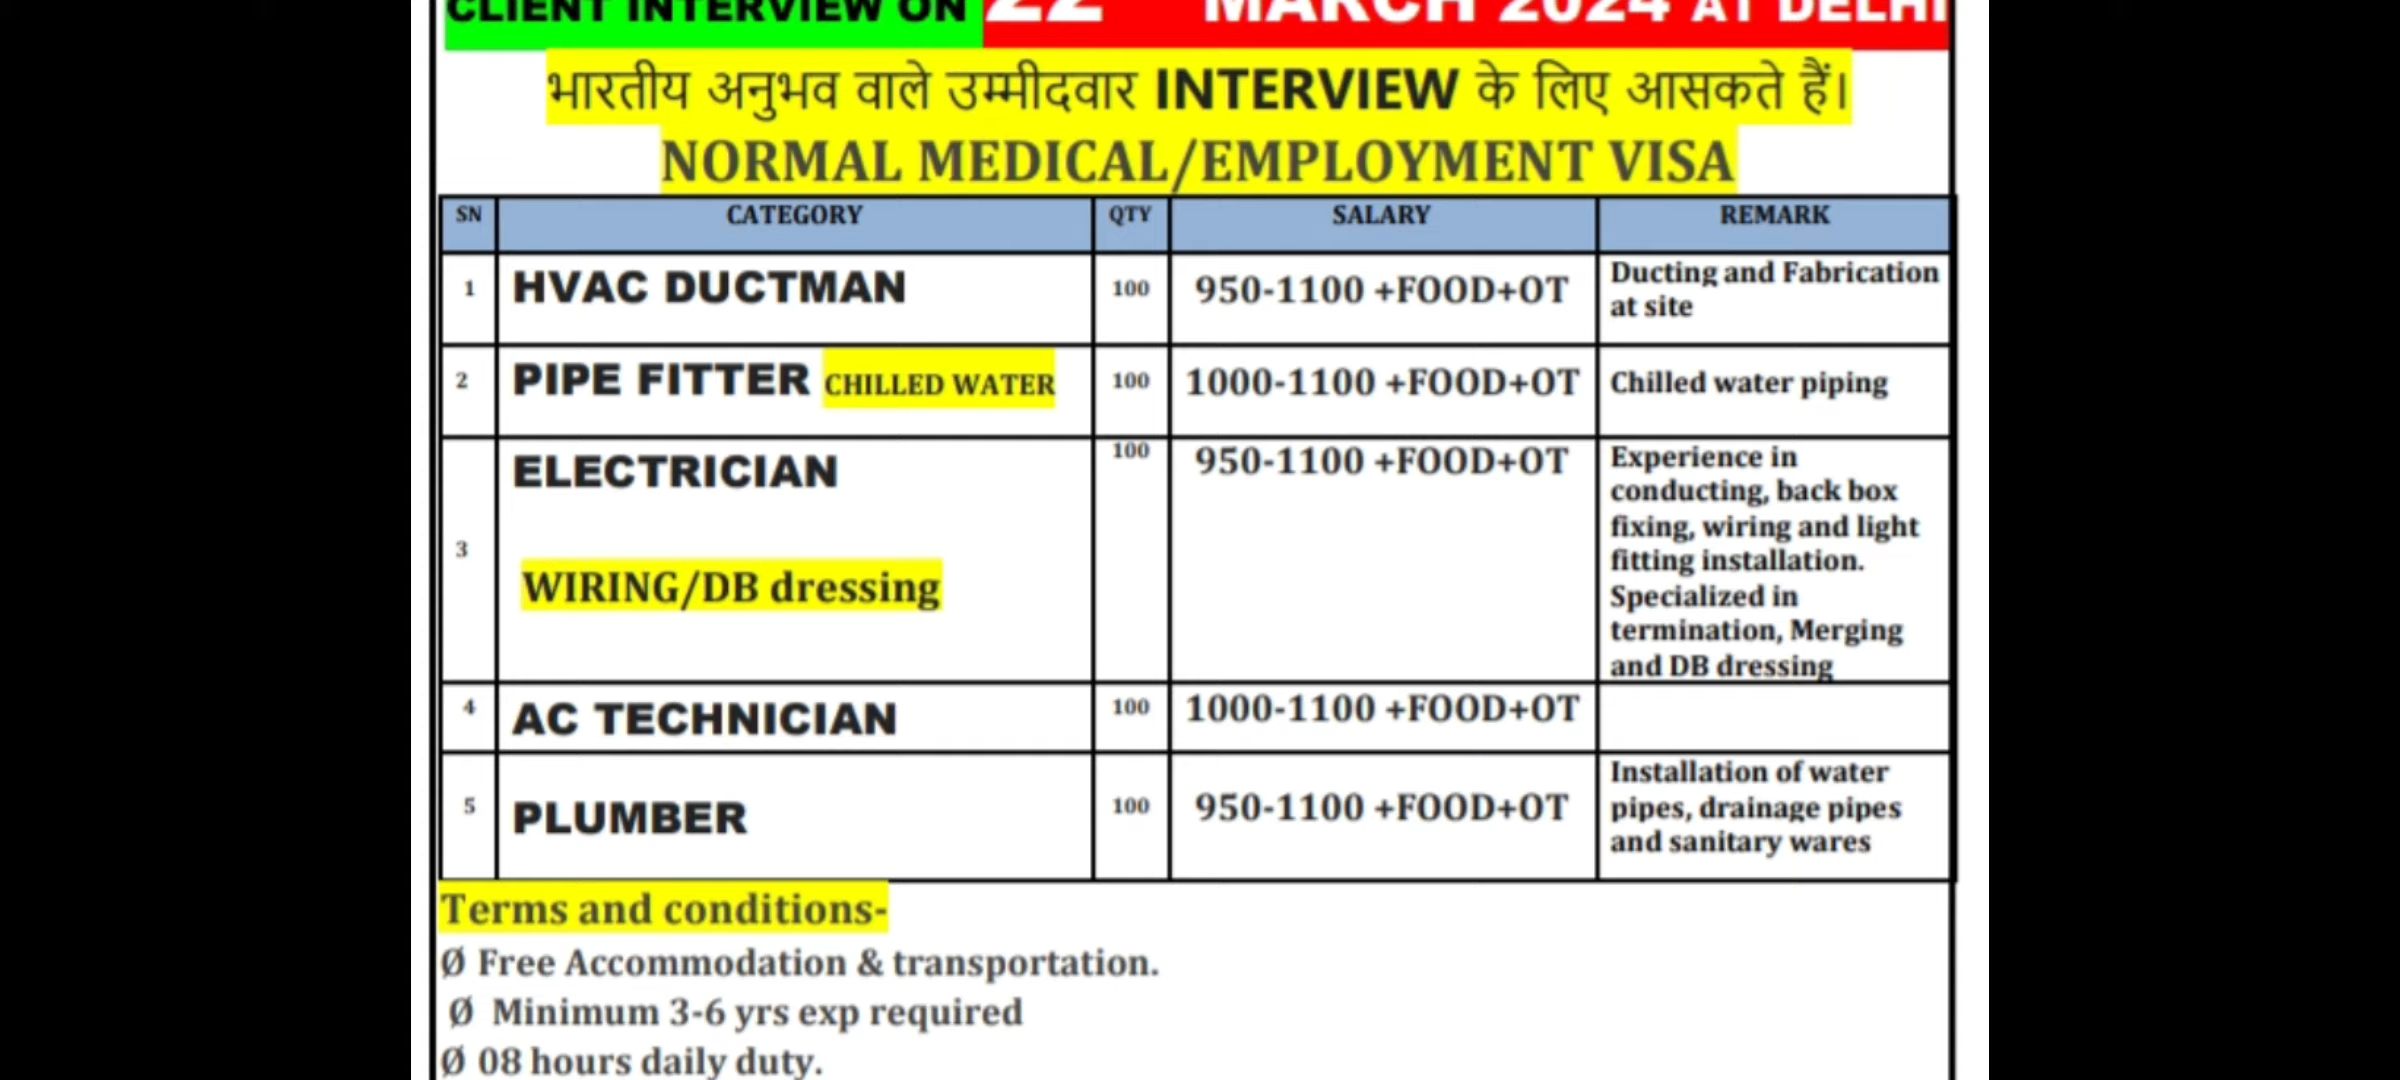 CLIENT INTERVIEW ON 22 MARCH 2024 AT DELHI
भारतीय अनुभव वाले उम्मीदवार INTERVIEW के लिए आसकते हैं।
NORMAL MEDICAL/EMPLOYMENT VISA
SN CATEGORY QTY SALARY REMARK
1 HVAC DUCTMAN 100 950-1100 +FOOD+OT Ducting and Fabrication
at site
2 PIPE FITTER CHILLED WATER 100 1000-1100 +FOOD+OT Chilled water piping
3 ELECTRICIAN
WIRING/DB dressing
100 950-1100 +FOOD+OT Experience in
conducting, back box
fixing, wiring and light
fitting installation.
Specialized in
termination, Merging
and DB dressing
4 AC TECHNICIAN 100 1000-1100 +FOOD+OT
5 PLUMBER 100 950-1100 +FOOD+OT Installation of water
pipes, drainage pipes
and sanitary wares
Terms and conditions-
Ø Free Accommodation & transportation.
Ø Minimum 3-6 yrs exp required
Ø 08 hours daily duty.